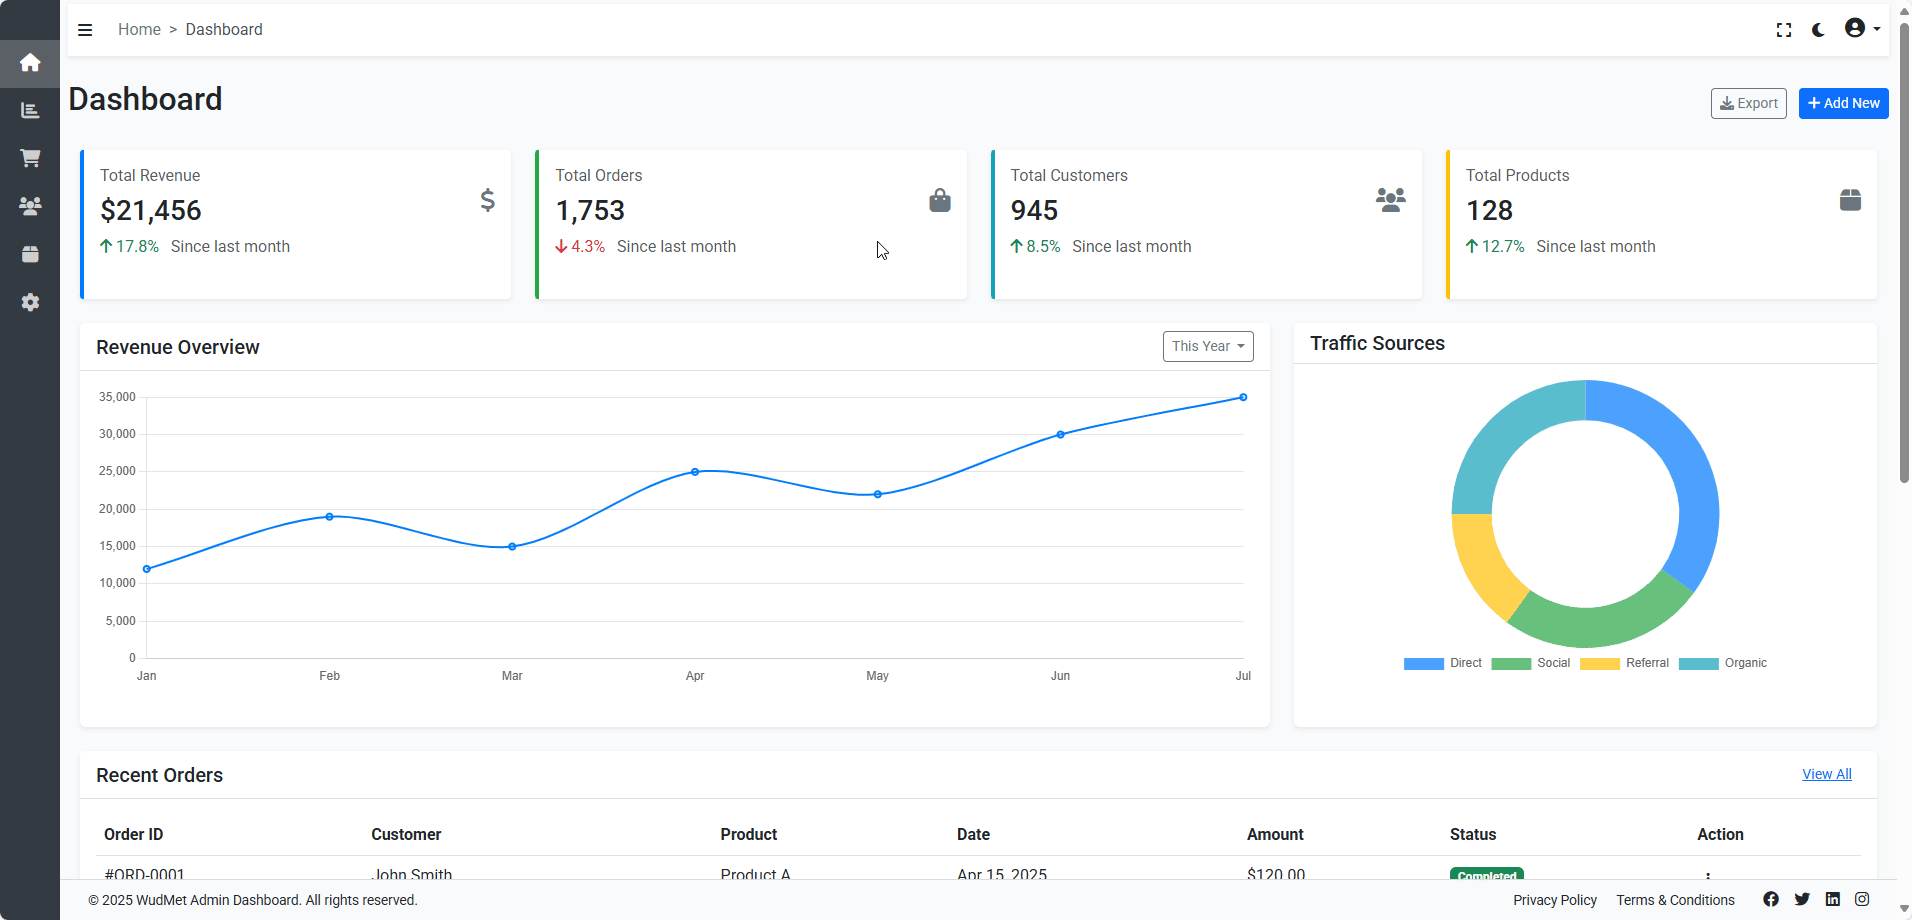 Home > Dashboard
Dashboard
Export
Add New
Total Revenue
$21,456
17.8% Since last month
Total Orders
1,753
4.3% Since last month
Total Customers
945
8.5% Since last month
Total Products
128
12.7% Since last month
Revenue Overview
This Year
35,000
30,000
25,000
20,000
15,000
10,000
5,000
0
Jan Feb Mar Apr May Jun Jul
Traffic Sources
Direct Social Referral Organic
Recent Orders
View All
Order ID Customer Product Date Amount Status Action
#ORD-0001 John Smith Product A Apr 15, 2025 $120.00 Completed
© 2025 WudMet Admin Dashboard. All rights reserved.
Privacy Policy Terms & Conditions